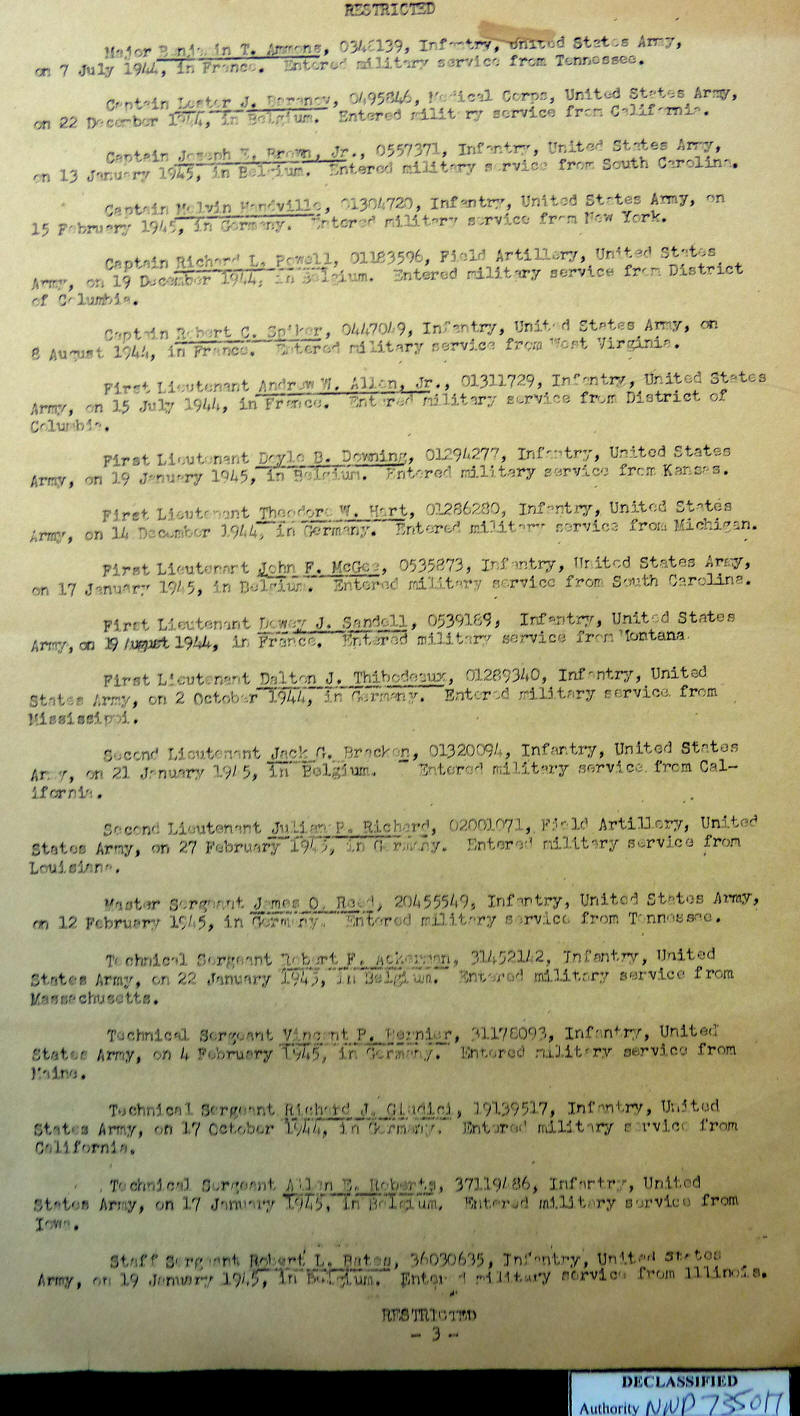 RESTRICTED
Major T. Ammons, 0348139, Infantry, United States Army,
on 7 July 1944, in France. Entered military service from Tennessee.
Captain Lester J. 0495846, Medical Corps, United States Army,
on 22 December 1944, in Belgium. Entered military service from California.
Captain Joseph Brown, Jr., 0557371, Infantry, United States Army,
on 13 January 1945, in Belgium. Entered military service from South Carolina.
Captain Melvin 01304720, Infantry, United States Army, on
15 February 1945, in Germany. Entered military service from New York.
Captain Richard L. Powell, 01183596, Field Artillery, United States
Army, on 19 December 1944, in Belgium. Entered military service from District
of Columbia.
Captain Robert C. Spiker, 0447049, Infantry, United States Army, on
8 August 1944, in France. Entered military service from West Virginia.
First Lieutenant Andrew W. Allen, Jr., 01311729, Infantry, United States
Army, on 15 July 1944, in France. Entered military service from District of
Columbia.
First Lieutenant Doyle B. Downing, 01294277, Infantry, United States
Army, on 19 January 1945, in Belgium. Entered military service from Kansas.
First Lieutenant Theodore W. Hart, 01286280, Infantry, United States
Army, on 14 December 1944, in Germany. Entered military service from Michigan.
First Lieutenant John F. McGee, 0535873, Infantry, United States Army,
on 17 January 1945, in Belgium. Entered military service from South Carolina.
First Lieutenant Dewey J. Sandell, 0539189, Infantry, United States
Army, on 19 August 1944, in France. Entered military service from Montana.
First Lieutenant Dalton J. Thibodeaux, 01289340, Infantry, United
States Army, on 2 October 1944, in Germany. Entered military service from
Mississippi.
Second Lieutenant Jack G. Bracken, 01320094, Infantry, United States
Army, on 21 January 1945, in Belgium. Entered military service from Cal-
ifornia.
Second Lieutenant Julian P. Richard, 02001071, Field Artillery, United
States Army, on 27 February 1945, in Germany. Entered military service from
Louisiana.
Master Sergeant James O. Reed, 20455549, Infantry, United States Army,
on 12 February 1945, in Germany. Entered military service from Tennessee.
Technical Sergeant Robert F. Ackerman, 31452142, Infantry, United
States Army, on 22 January 1945, in Belgium. Entered military service from
Massachusetts.
Technical Sergeant Vincent P. Bernier, 31178093, Infantry, United
States Army, on 4 February 1945, in Germany. Entered military service from
Maine.
Technical Sergeant Richard J. Giudici, 19139517, Infantry, United
States Army, on 17 October 1944, in Germany. Entered military service from
California.
Technical Sergeant Allen E. Roberts, 37119486, Infantry, United
States Army, on 17 January 1945, in Belgium. Entered military service from
Iowa.
Staff Sergeant Robert L. Bates, 36030635, Infantry, United States
Army, on 19 January 1945, in Belgium. Entered military service from Illinois.
RESTRICTED
- 3 -
DECLASSIFIED
Authority NND 735017